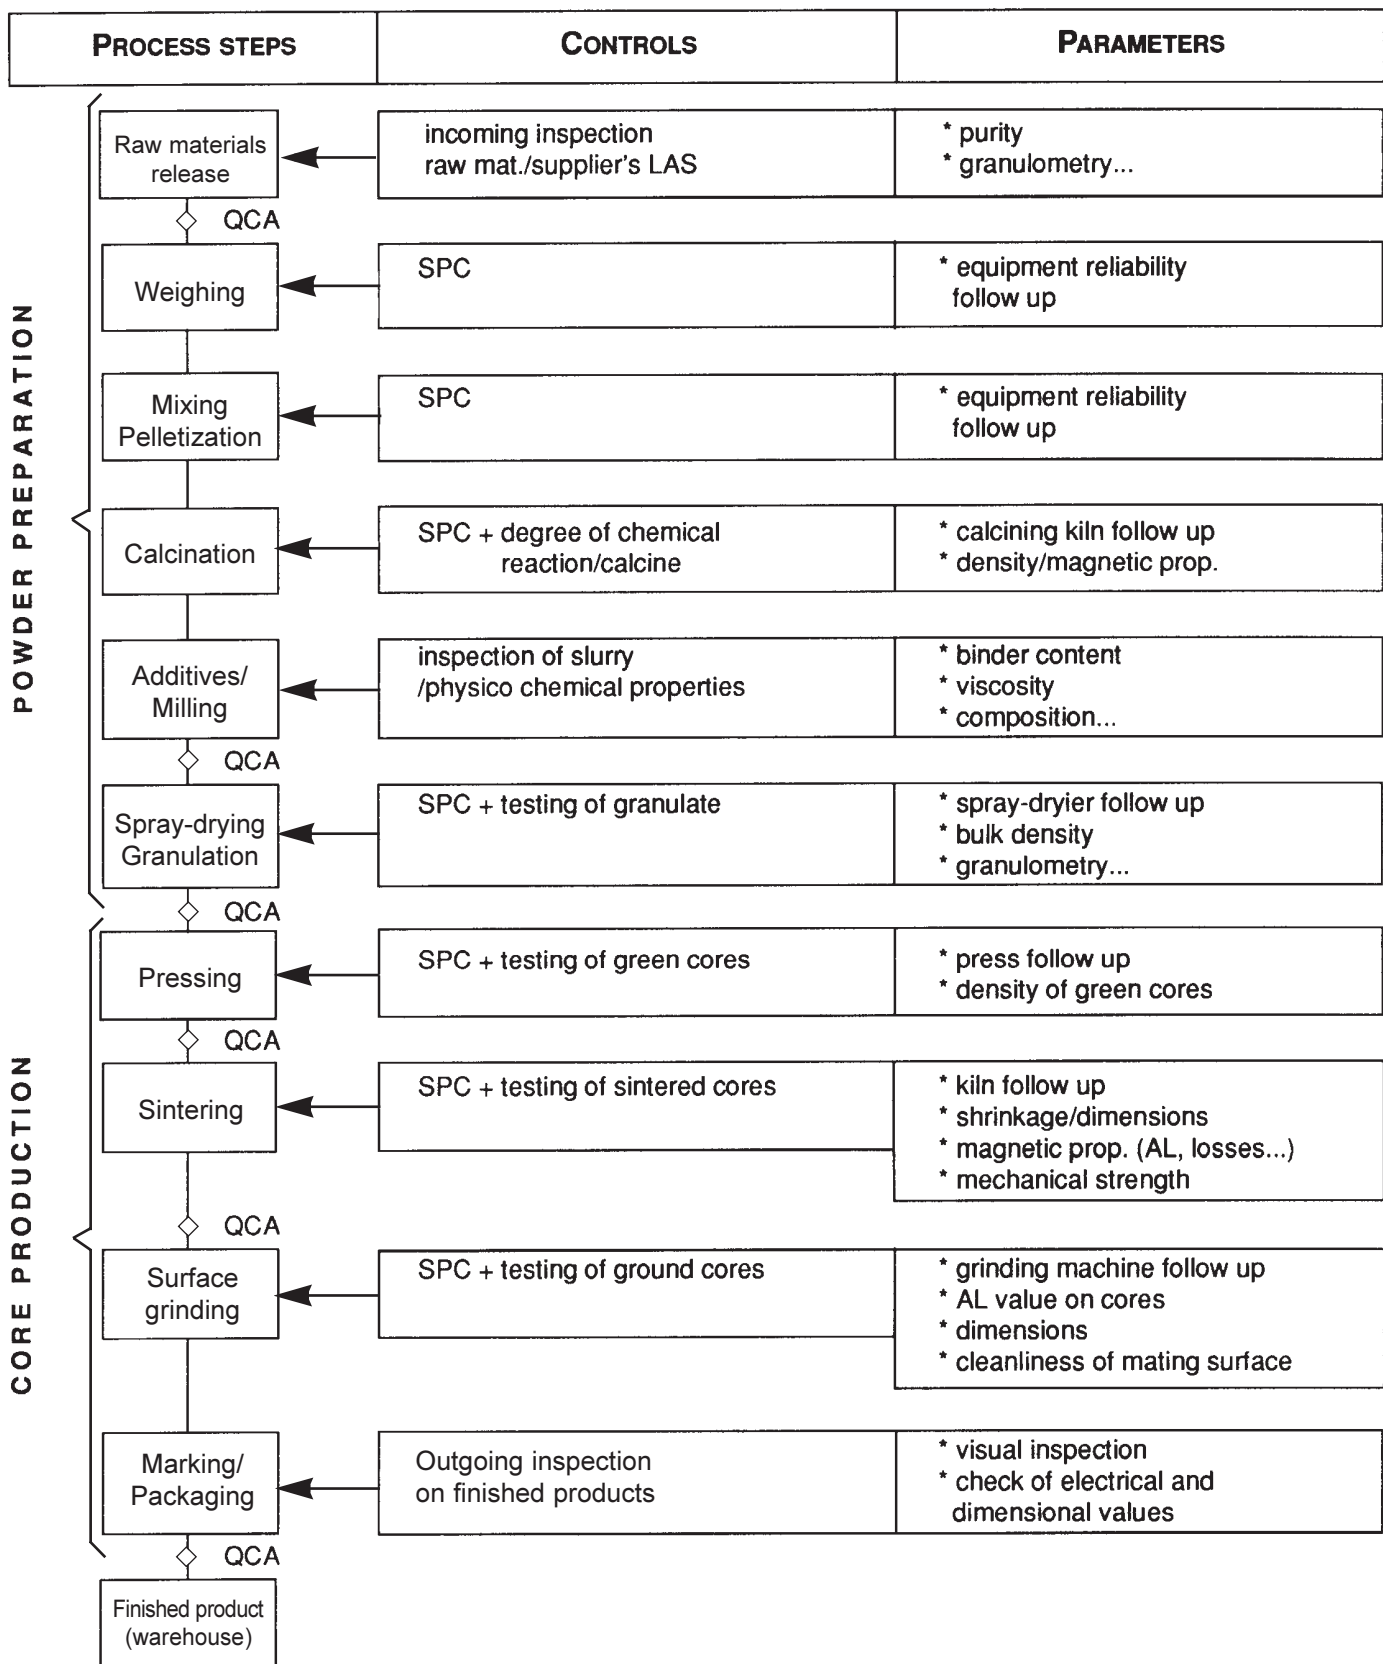 PROCESS STEPS
CONTROLS
PARAMETERS
POWDER PREPARATION
Raw materials
release
incoming inspection
raw mat./supplier's LAS
* purity
* granulometry...
QCA
Weighing
SPC
* equipment reliability
follow up
Mixing
Pelletization
SPC
* equipment reliability
follow up
Calcination
SPC + degree of chemical
reaction/calcine
* calcining kiln follow up
* density/magnetic prop.
Additives/
Milling
inspection of slurry
/physico chemical properties
* binder content
* viscosity
* composition...
QCA
Spray-drying
Granulation
SPC + testing of granulate
* spray-dryier follow up
* bulk density
* granulometry...
QCA
CORE PRODUCTION
Pressing
SPC + testing of green cores
* press follow up
* density of green cores
QCA
Sintering
SPC + testing of sintered cores
* kiln follow up
* shrinkage/dimensions
* magnetic prop. (AL, losses...)
* mechanical strength
QCA
Surface
grinding
SPC + testing of ground cores
* grinding machine follow up
* AL value on cores
* dimensions
* cleanliness of mating surface
Marking/
Packaging
Outgoing inspection
on finished products
* visual inspection
* check of electrical and
dimensional values
QCA
Finished product
(warehouse)